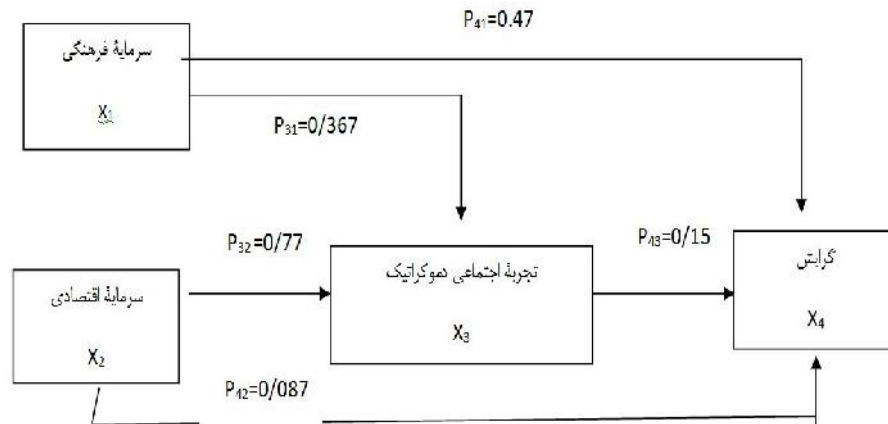 P41=0.47
سرمایهٔ فرهنگی
X1
P31=0/367
P32=0/77
P43=0/15
تجربهٔ اجتماعی دموکراتیک
X3
گرایش
X4
سرمایهٔ اقتصادی
X2
P42=0/087